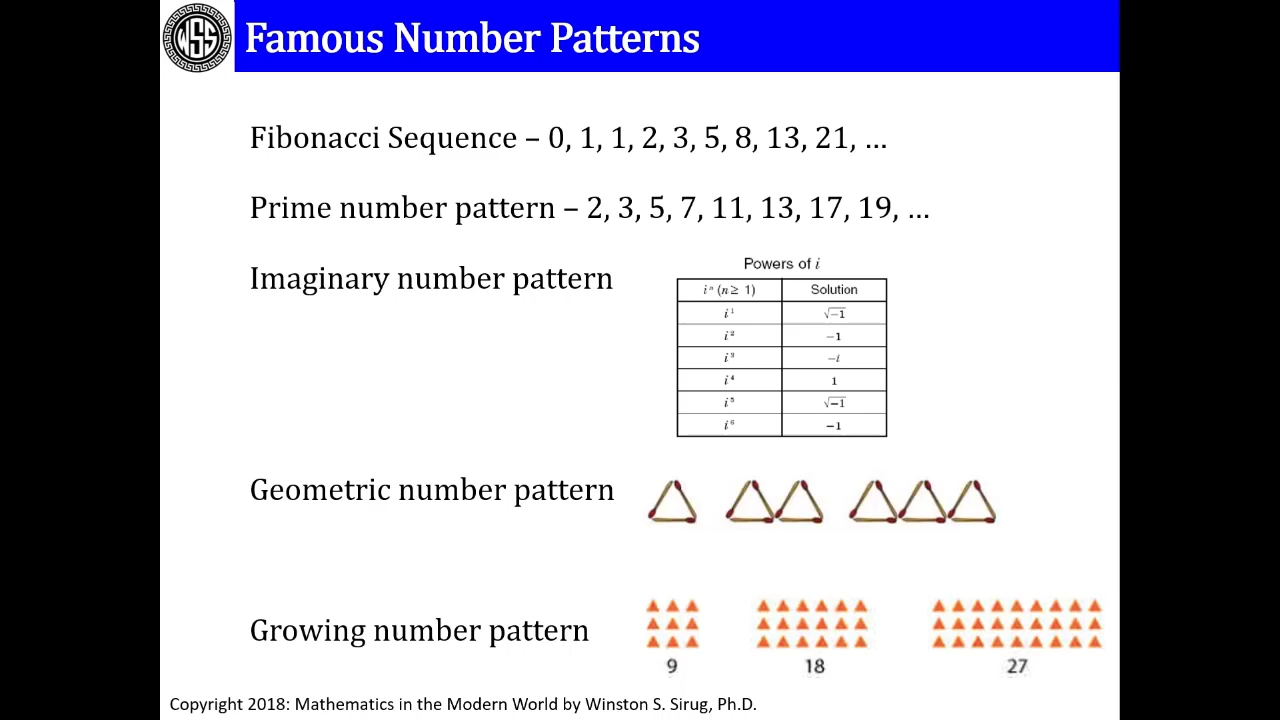 WSS
Famous Number Patterns
Fibonacci Sequence – 0, 1, 1, 2, 3, 5, 8, 13, 21, …
Prime number pattern – 2, 3, 5, 7, 11, 13, 17, 19, …
Imaginary number pattern
Powers of i
iⁿ (n ≥ 1) Solution
i¹ √−1
i² −1
i³ −i
i⁴ 1
i⁵ √−1
i⁶ −1
Geometric number pattern
Growing number pattern
9 18 27
Copyright 2018: Mathematics in the Modern World by Winston S. Sirug, Ph.D.